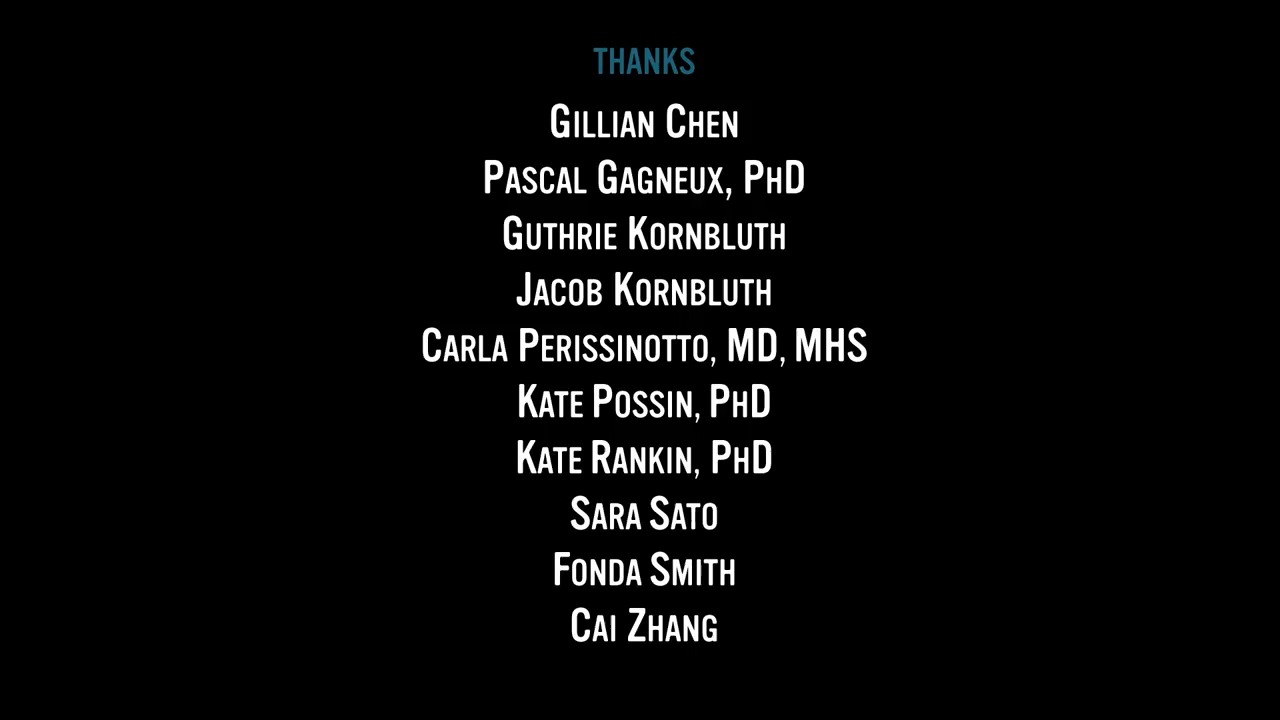 THANKS
GILLIAN CHEN
PASCAL GAGNEUX, PHD
GUTHRIE KORNBLUTH
JACOB KORNBLUTH
CARLA PERISSINOTTO, MD, MHS
KATE POSSIN, PHD
KATE RANKIN, PHD
SARA SATO
FONDA SMITH
CAI ZHANG